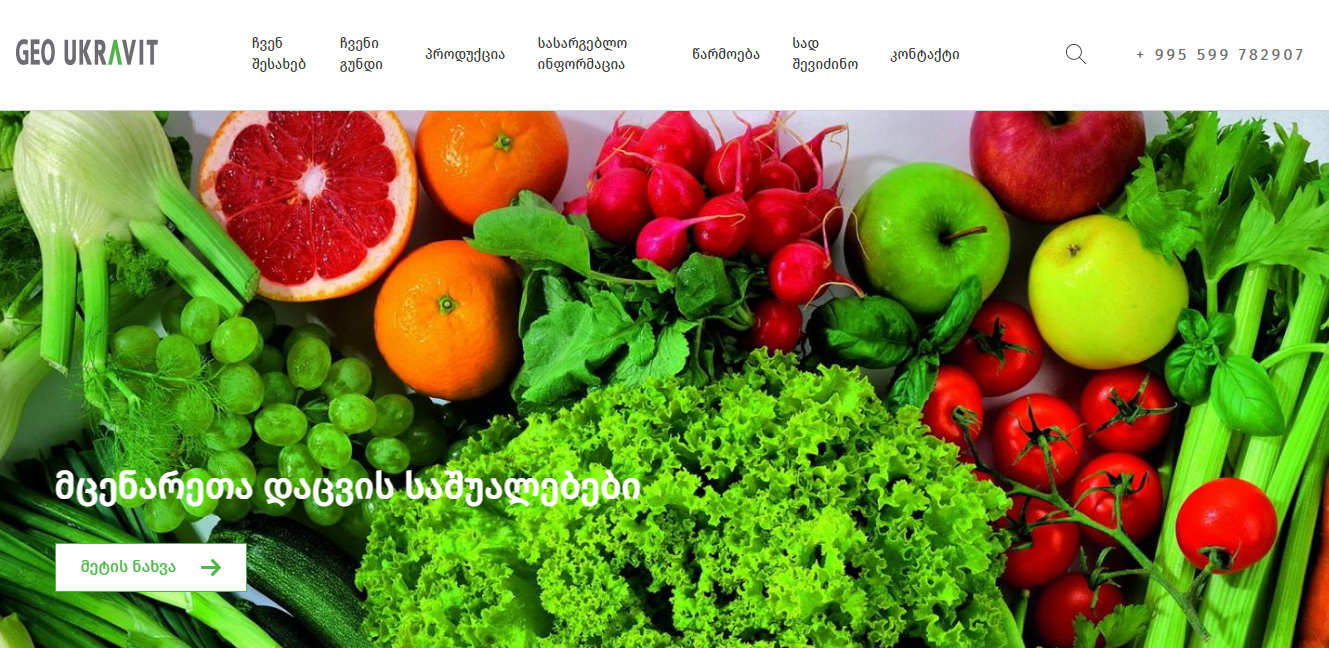 GEO UKRAVIT
ჩვენ
შესახებ
ჩვენი
გუნდი
პროდუქცია
სასარგებლო
ინფორმაცია
წარმოება
სად
შევიძინო
კონტაქტი
+ 995 599 782907
მცენარეთა დაცვის საშუალებები
მეტის ნახვა